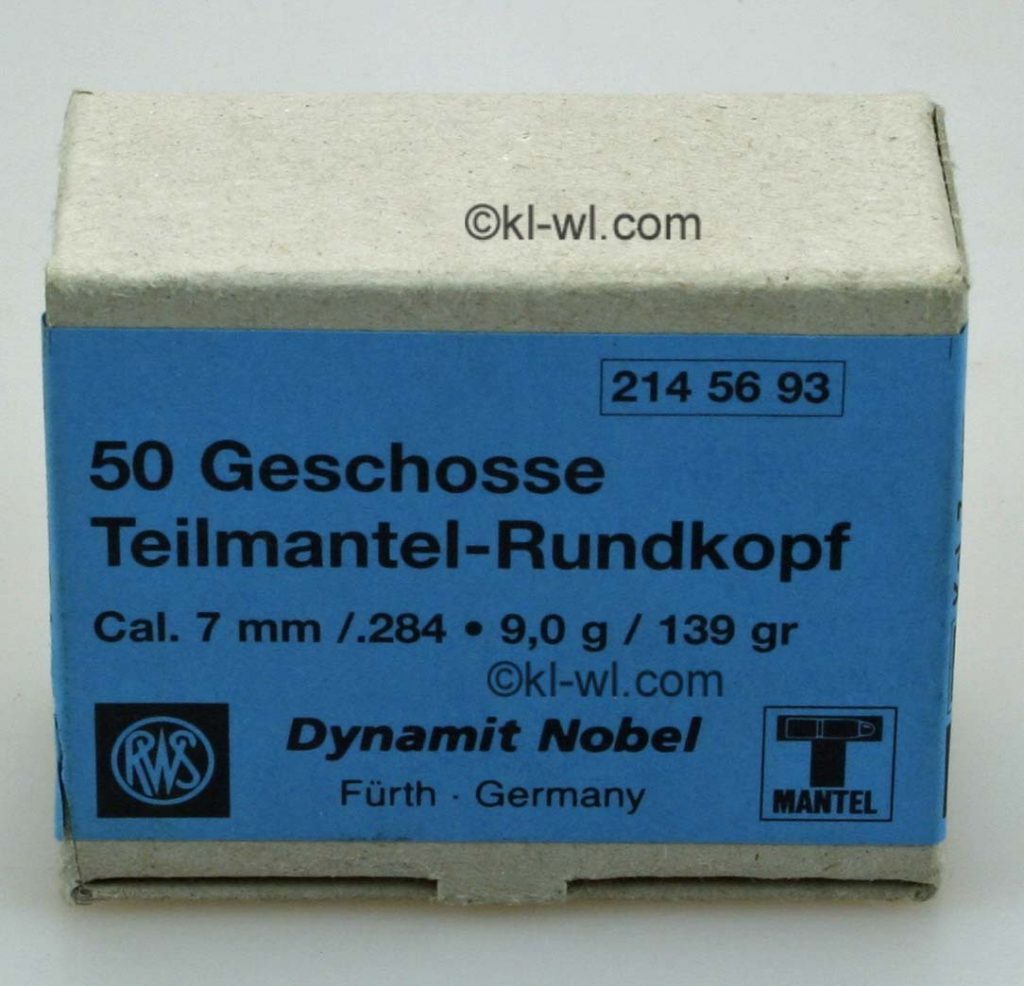 ©kl-wl.com
214 56 93
50 Geschosse
Teilmantel-Rundkopf
Cal. 7 mm /.284 • 9,0 g / 139 gr
©kl-wl.com
RWS
Dynamit Nobel
Fürth · Germany
T
MANTEL